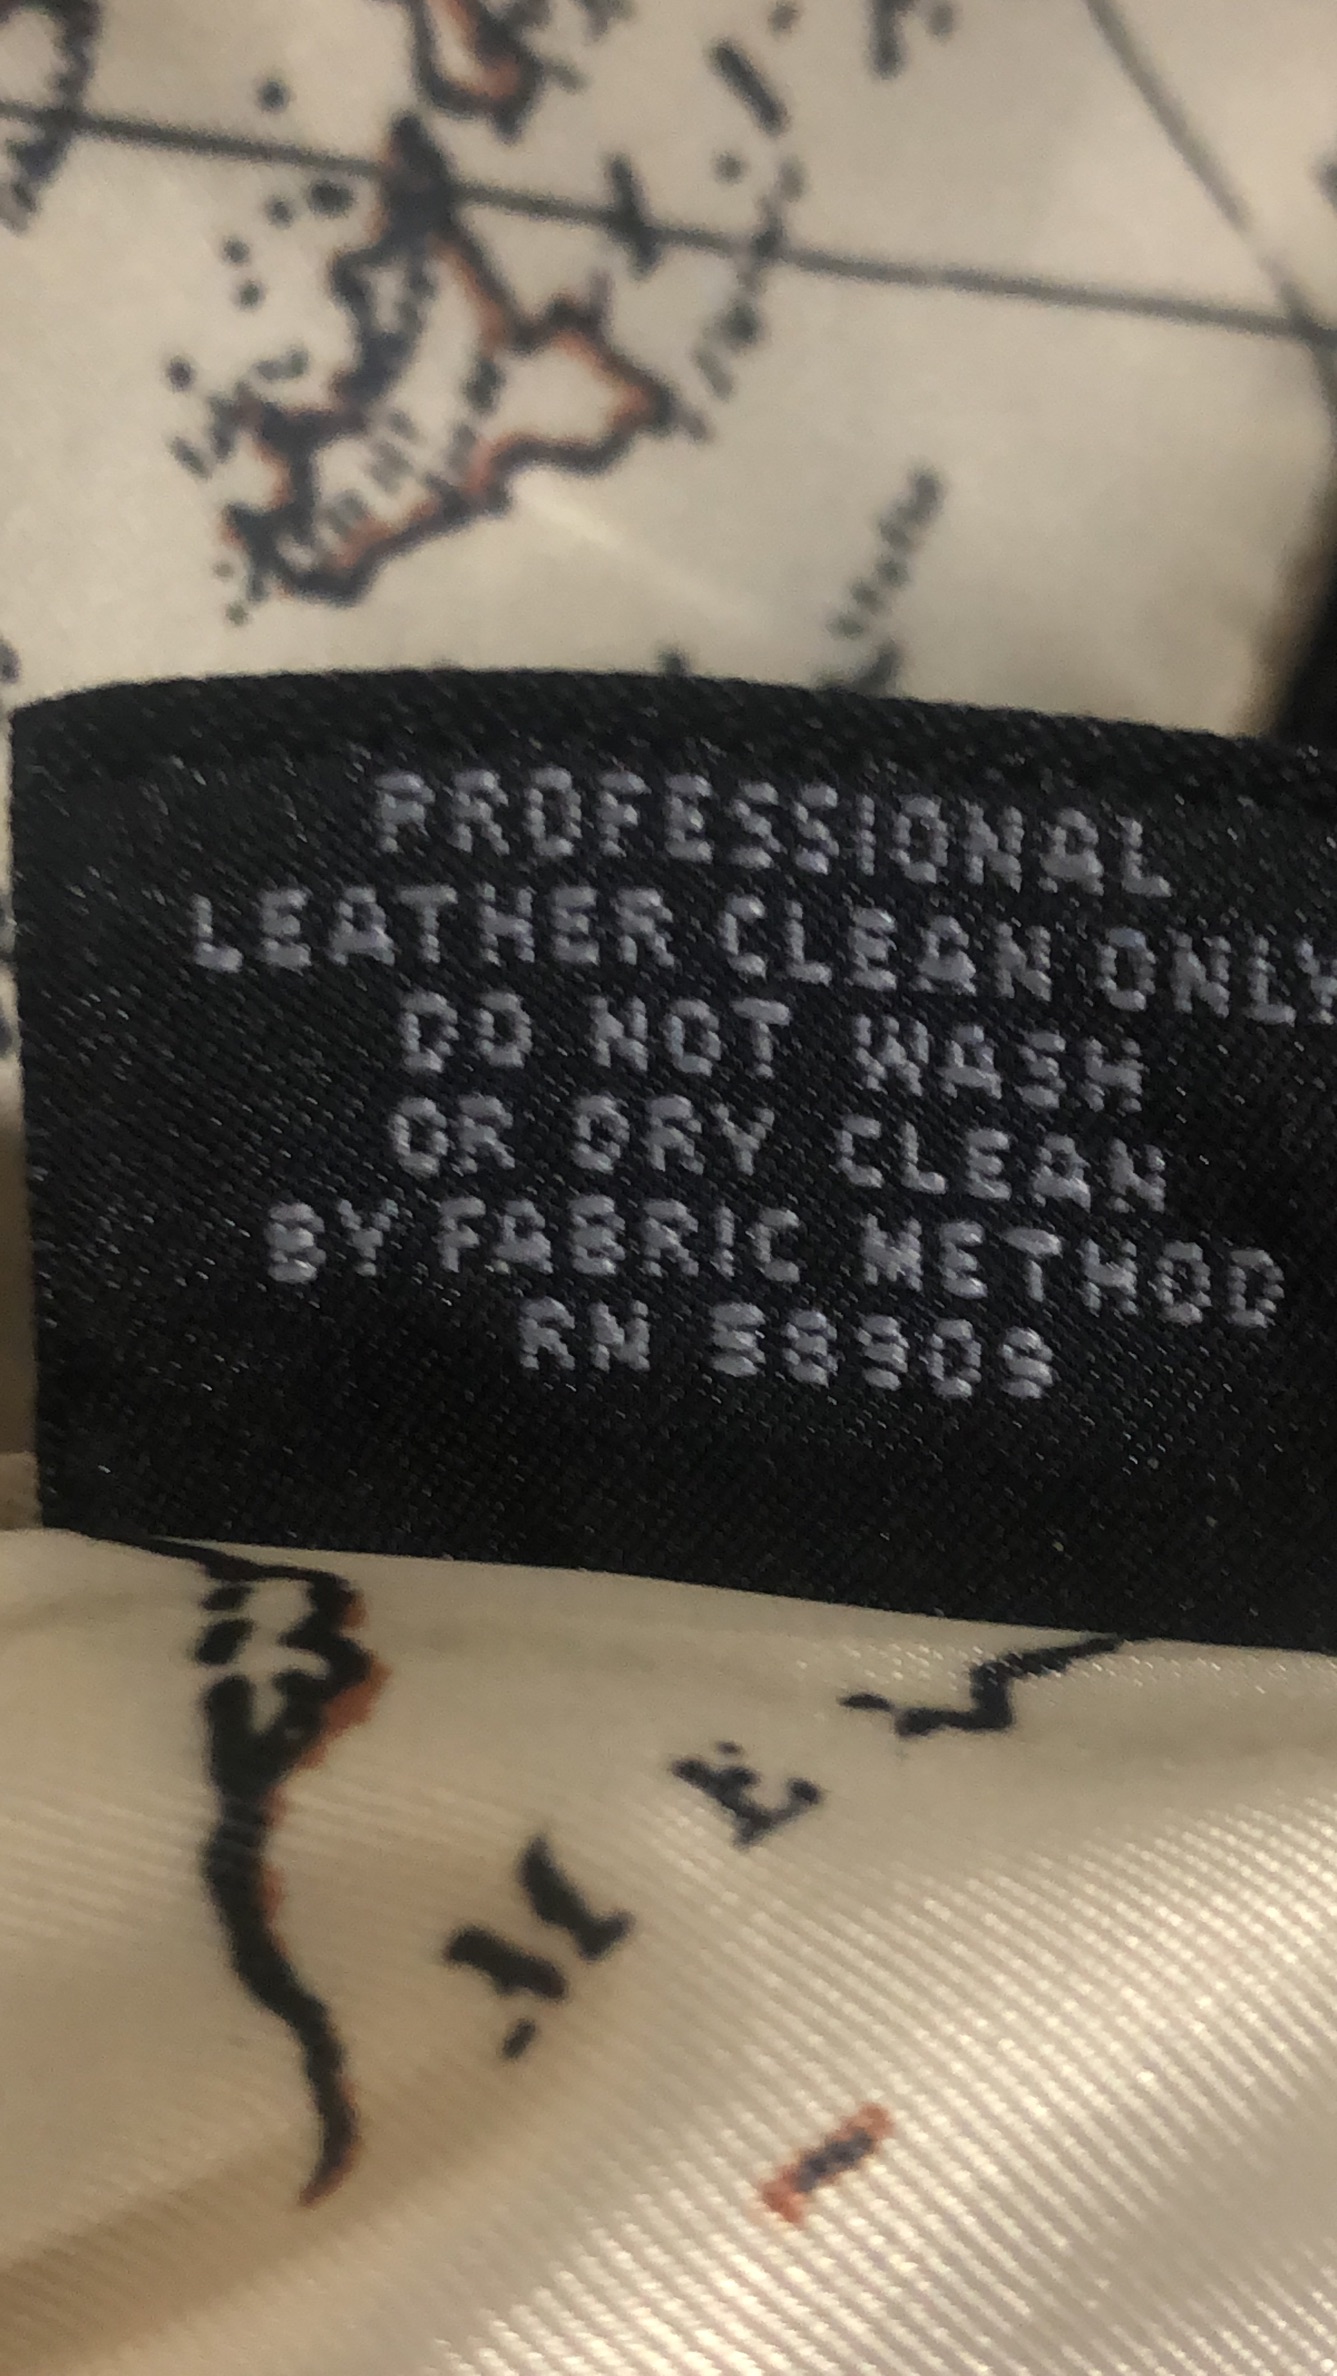 PROFESSIONAL
LEATHER CLEAN ONLY
DO NOT WASH
OR DRY CLEAN
BY FABRIC METHOD
RN 58909